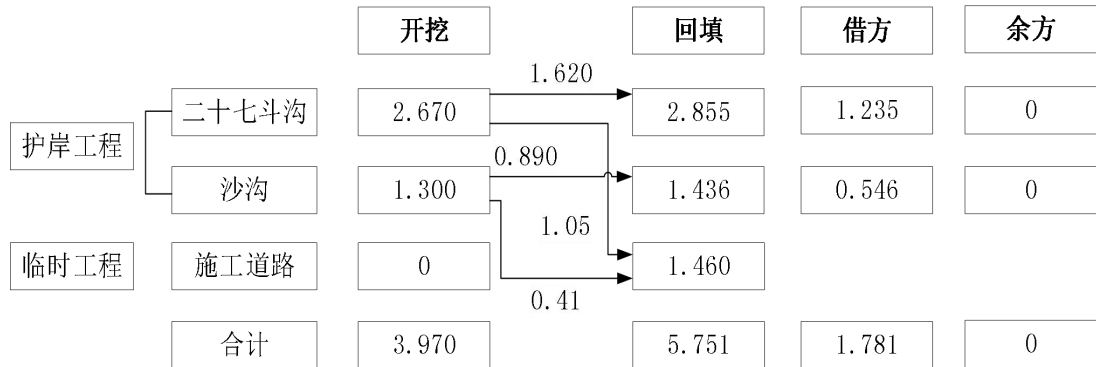 开挖 回填 借方 余方
1.620
二十七斗沟 2.670 2.855 1.235 0
护岸工程
0.890
沙沟 1.300 1.436 0.546 0
1.05
临时工程 施工道路 0 1.460
0.41
合计 3.970 5.751 1.781 0